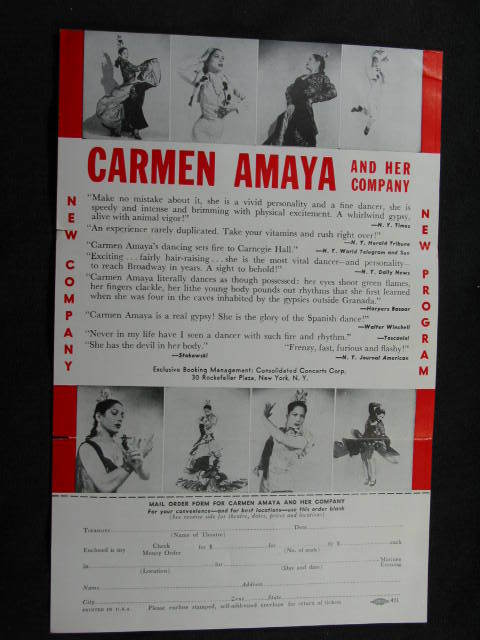 CARMEN AMAYA AND HER COMPANY
NEW COMPANY
NEW PROGRAM
"Make no mistake about it, she is a vivid personality and a fine dancer, she is
speedy and intense and brimming with physical excitement. A whirlwind gypsy,
alive with animal vigor!" —N. Y. Times
"An experience rarely duplicated. Take your vitamins and rush right over!"
—N. Y. Herald Tribune
"Carmen Amaya's dancing sets fire to Carnegie Hall." —N. Y. World Telegram and Sun
"Exciting . . . fairly hair-raising . . . she is the most vital dancer—and personality—
to reach Broadway in years. A sight to behold!" —N. Y. Daily News
"Carmen Amaya literally dances as though possessed: her eyes shoot green flames,
her fingers clackle, her lithe young body pounds out rhythms that she first learned
when she was four in the caves inhabited by the gypsies outside Granada."
—Harpers Bazaar
"Carmen Amaya is a real gypsy! She is the glory of the Spanish dance!"
—Walter Winchell
"Never in my life have I seen a dancer with such fire and rhythm." —Toscanini
"She has the devil in her body." "Frenzy, fast, furious and flashy!"
—Stokowski —N. Y. Journal American
Exclusive Booking Management: Consolidated Concerts Corp.
30 Rockefeller Plaza, New York, N. Y.
MAIL ORDER FORM FOR CARMEN AMAYA AND HER COMPANY
For your convenience—and for best locations—use this order blank
(See reverse side for theatre, dates, prices and locations)
Treasurer Date
(Name of Theatre)
Enclosed is my Check Money Order for $ for @ $ each
(No. of seats)
in for Matinee Evening
(Location) (Day and date)
Name Address
City Zone State
PRINTED IN U.S.A. Please enclose stamped, self-addressed envelope for return of tickets